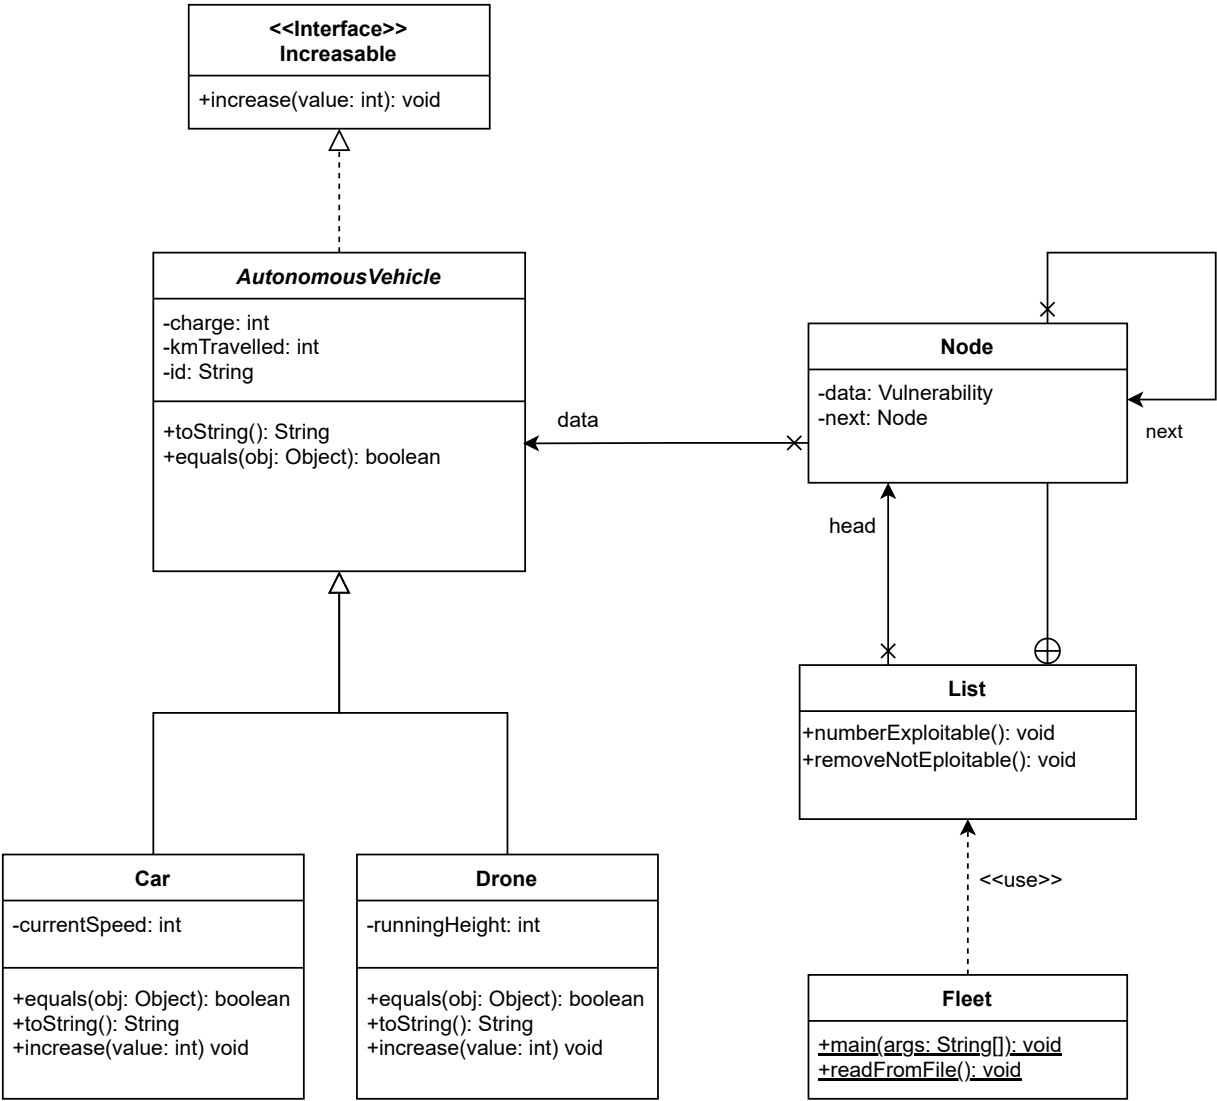 <<Interface>>
Increasable
+increase(value: int): void
AutonomousVehicle
-charge: int
-kmTravelled: int
-id: String
+toString(): String
+equals(obj: Object): boolean
data
Node
-data: Vulnerability
-next: Node
next
head
List
+numberExploitable(): void
+removeNotEploitable(): void
<<use>>
Car
-currentSpeed: int
+equals(obj: Object): boolean
+toString(): String
+increase(value: int) void
Drone
-runningHeight: int
+equals(obj: Object): boolean
+toString(): String
+increase(value: int) void
Fleet
+main(args: String[]): void
+readFromFile(): void